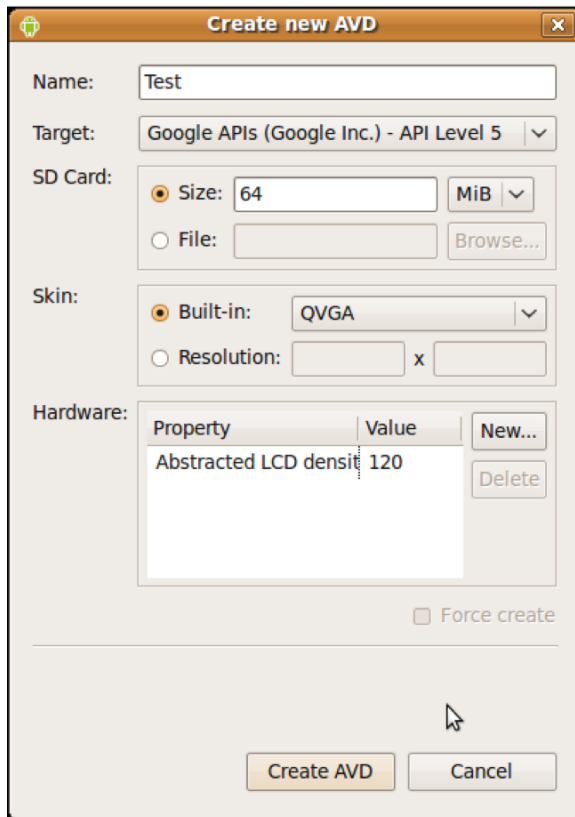 Create new AVD
Name: Test
Target: Google APIs (Google Inc.) - API Level 5
SD Card:
Size: 64 MiB
File: Browse...
Skin:
Built-in: QVGA
Resolution: x
Hardware:
Property Value New...
Abstracted LCD densit 120
Delete
Force create
Create AVD Cancel